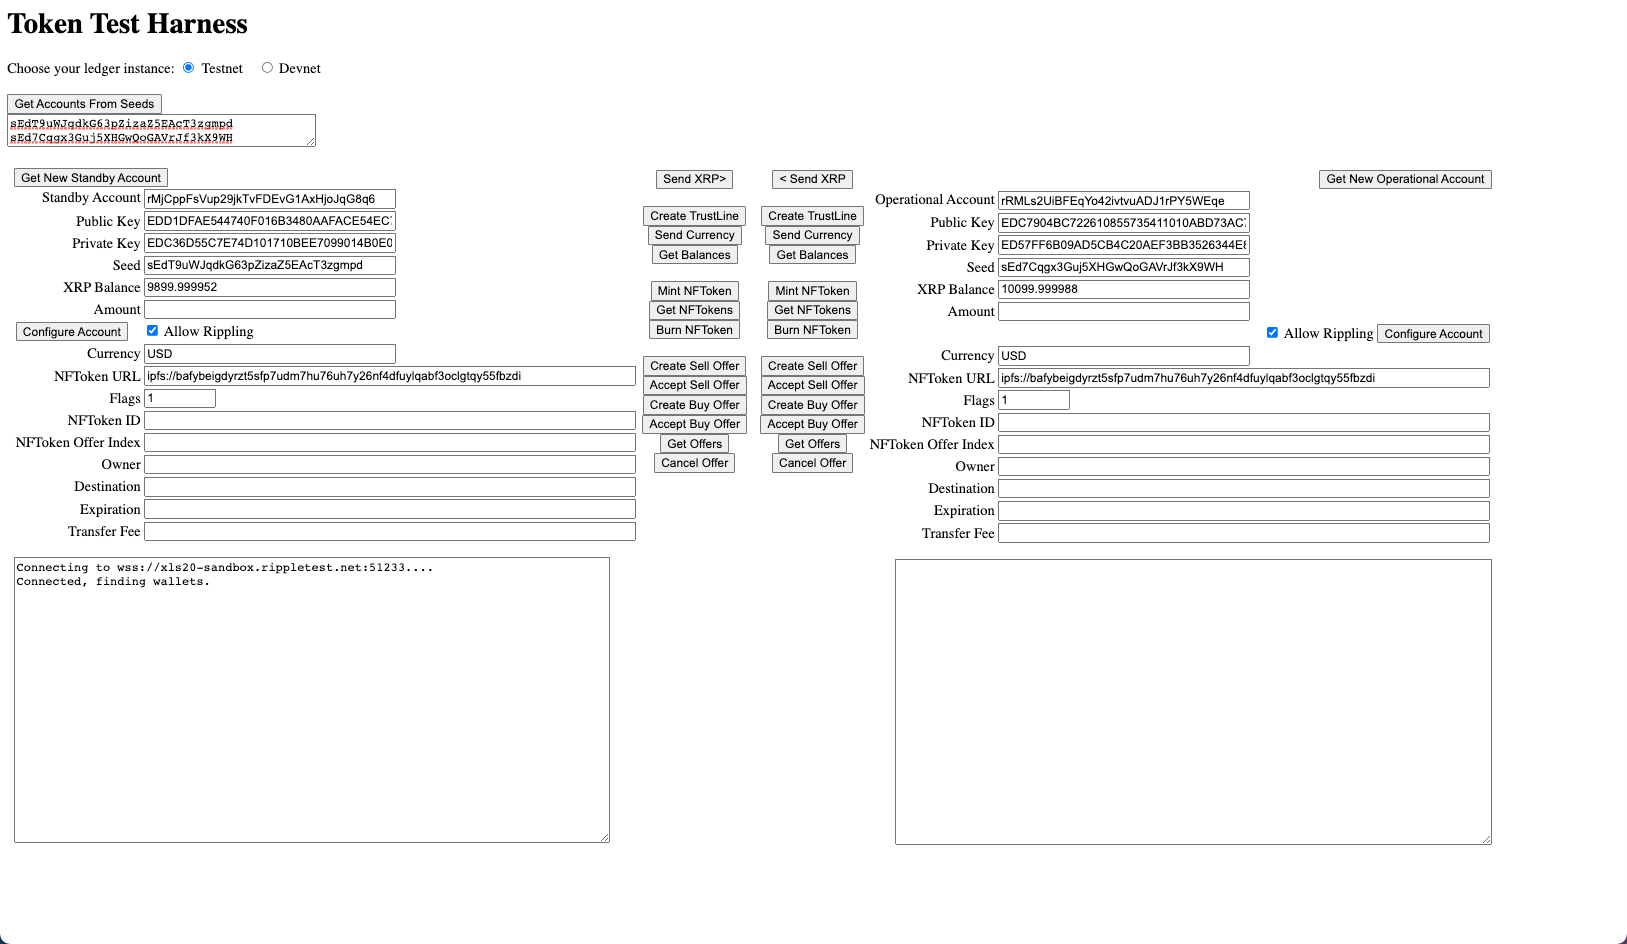 Token Test Harness
Choose your ledger instance: Testnet Devnet
Get Accounts From Seeds
sEdT9uWJqdkG63pZizaZ5EAcT3zgmpd
sEd7Cqgx3Guj5XHGwQoGAVrJf3kX9WH
Get New Standby Account
Standby Account rMjCppFsVup29jkTvFDEvG1AxHjoJqG8q6
Public Key EDD1DFAE544740F016B3480AAFACE54EC
Private Key EDC36D55C7E74D101710BEE7099014B0E0
Seed sEdT9uWJqdkG63pZizaZ5EAcT3zgmpd
XRP Balance 9899.999952
Amount
Configure Account Allow Rippling
Currency USD
NFToken URL ipfs://bafybeigdyrzt5sfp7udm7hu76uh7y26nf4dfuylqabf3oclgtqy55fbzdi
Flags 1
NFToken ID
NFToken Offer Index
Owner
Destination
Expiration
Transfer Fee
Send XRP> < Send XRP
Create TrustLine Create TrustLine
Send Currency Send Currency
Get Balances Get Balances
Mint NFToken Mint NFToken
Get NFTokens Get NFTokens
Burn NFToken Burn NFToken
Create Sell Offer Create Sell Offer
Accept Sell Offer Accept Sell Offer
Create Buy Offer Create Buy Offer
Accept Buy Offer Accept Buy Offer
Get Offers Get Offers
Cancel Offer Cancel Offer
Get New Operational Account
Operational Account rRMLs2UiBFEqYo42ivtvuADJ1rPY5WEqe
Public Key EDC7904BC722610855735411010ABD73AC
Private Key ED57FF6B09AD5CB4C20AEF3BB3526344E8
Seed sEd7Cqgx3Guj5XHGwQoGAVrJf3kX9WH
XRP Balance 10099.999988
Amount
Allow Rippling Configure Account
Currency USD
NFToken URL ipfs://bafybeigdyrzt5sfp7udm7hu76uh7y26nf4dfuylqabf3oclgtqy55fbzdi
Flags 1
NFToken ID
NFToken Offer Index
Owner
Destination
Expiration
Transfer Fee
Connecting to wss://xls20-sandbox.rippletest.net:51233....
Connected, finding wallets.